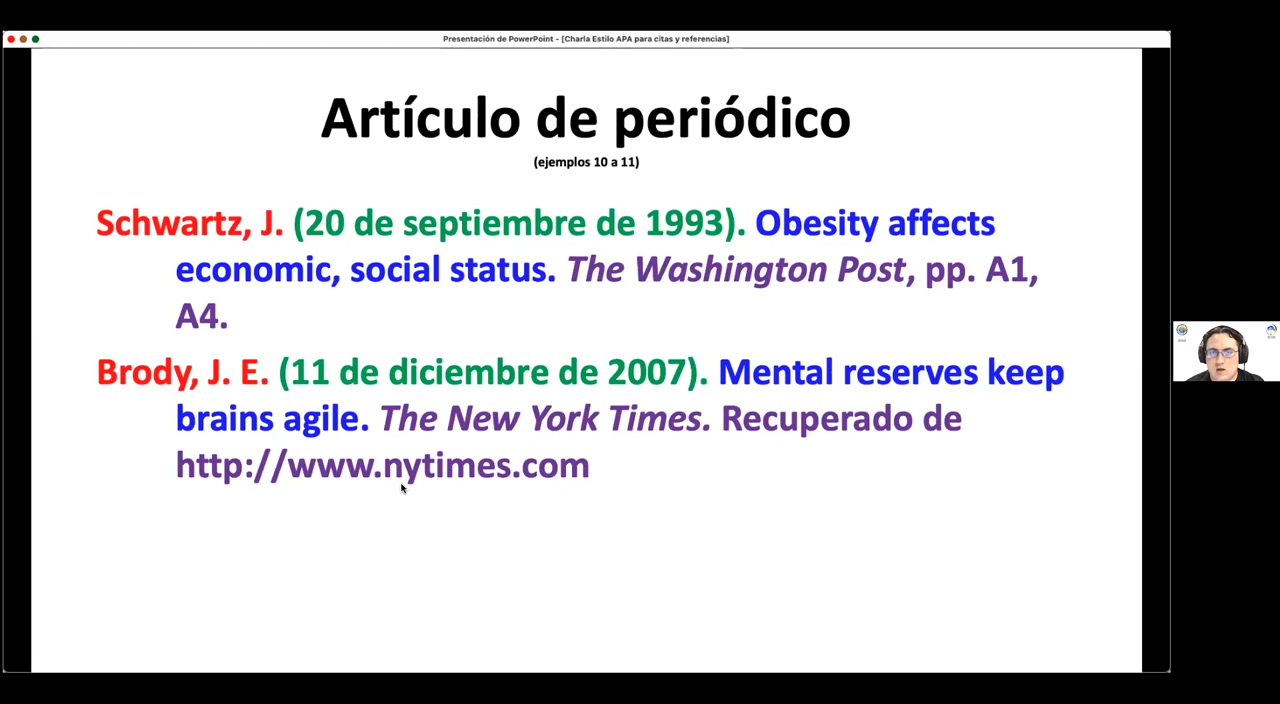 Presentación de PowerPoint - [Charla Estilo APA para citas y referencias]
Artículo de periódico
(ejemplos 10 a 11)
Schwartz, J. (20 de septiembre de 1993). Obesity affects
economic, social status. The Washington Post, pp. A1,
A4.
Brody, J. E. (11 de diciembre de 2007). Mental reserves keep
brains agile. The New York Times. Recuperado de
http://www.nytimes.com